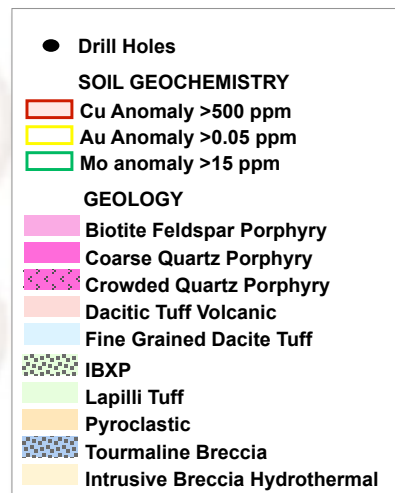 Drill Holes
SOIL GEOCHEMISTRY
Cu Anomaly >500 ppm
Au Anomaly >0.05 ppm
Mo anomaly >15 ppm
GEOLOGY
Biotite Feldspar Porphyry
Coarse Quartz Porphyry
Crowded Quartz Porphyry
Dacitic Tuff Volcanic
Fine Grained Dacite Tuff
IBXP
Lapilli Tuff
Pyroclastic
Tourmaline Breccia
Intrusive Breccia Hydrothermal